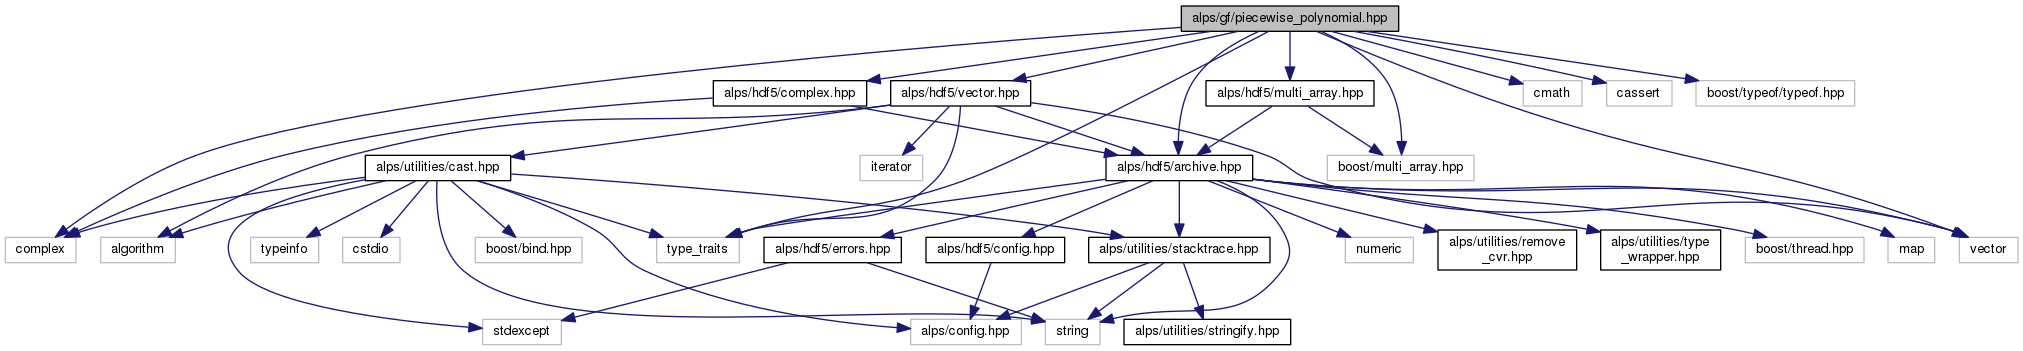 alps/gf/piecewise_polynomial.hpp
alps/hdf5/complex.hpp
alps/hdf5/vector.hpp
alps/hdf5/multi_array.hpp
cmath
cassert
boost/typeof/typeof.hpp
alps/utilities/cast.hpp
iterator
alps/hdf5/archive.hpp
boost/multi_array.hpp
complex
algorithm
typeinfo
cstdio
boost/bind.hpp
type_traits
alps/hdf5/errors.hpp
alps/hdf5/config.hpp
alps/utilities/stacktrace.hpp
numeric
alps/utilities/remove
_cvr.hpp
alps/utilities/type
_wrapper.hpp
boost/thread.hpp
map
vector
stdexcept
alps/config.hpp
string
alps/utilities/stringify.hpp